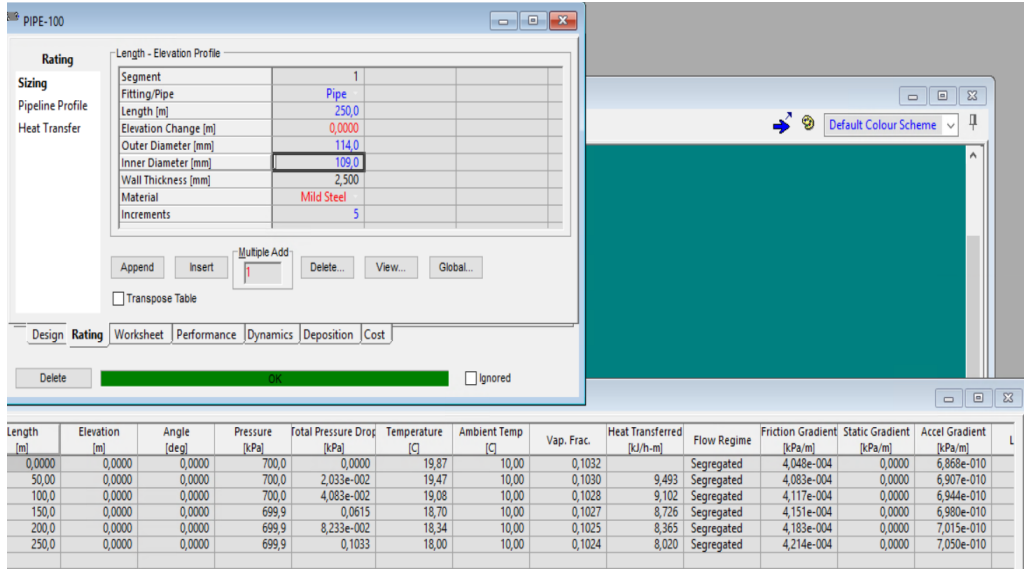 PIPE-100
Rating
Sizing
Pipeline Profile
Heat Transfer
Length - Elevation Profile
Segment 1
Fitting/Pipe Pipe
Length [m] 250,0
Elevation Change [m] 0,0000
Outer Diameter [mm] 114,0
Inner Diameter [mm] 109,0
Wall Thickness [mm] 2,500
Material Mild Steel
Increments 5
Append Insert Multiple Add 1 Delete... View... Global...
Transpose Table
Design Rating Worksheet Performance Dynamics Deposition Cost
Delete OK Ignored
Default Colour Scheme
Length Elevation Angle Pressure Total Pressure Drop Temperature Ambient Temp Vap. Frac. Heat Transferred Flow Regime Friction Gradient Static Gradient Accel Gradient L
[m] [m] [deg] [kPa] [kPa] [C] [C] [kJ/h-m] [kPa/m] [kPa/m] [kPa/m]
0,0000 0,0000 0,0000 700,0 0,0000 19,87 10,00 0,1032 Segregated 4,048e-004 0,0000 6,868e-010
50,00 0,0000 0,0000 700,0 2,033e-002 19,47 10,00 0,1030 9,493 Segregated 4,083e-004 0,0000 6,907e-010
100,0 0,0000 0,0000 700,0 4,083e-002 19,08 10,00 0,1028 9,102 Segregated 4,117e-004 0,0000 6,944e-010
150,0 0,0000 0,0000 699,9 0,0615 18,70 10,00 0,1027 8,726 Segregated 4,151e-004 0,0000 6,980e-010
200,0 0,0000 0,0000 699,9 8,233e-002 18,34 10,00 0,1025 8,365 Segregated 4,183e-004 0,0000 7,015e-010
250,0 0,0000 0,0000 699,9 0,1033 18,00 10,00 0,1024 8,020 Segregated 4,214e-004 0,0000 7,050e-010